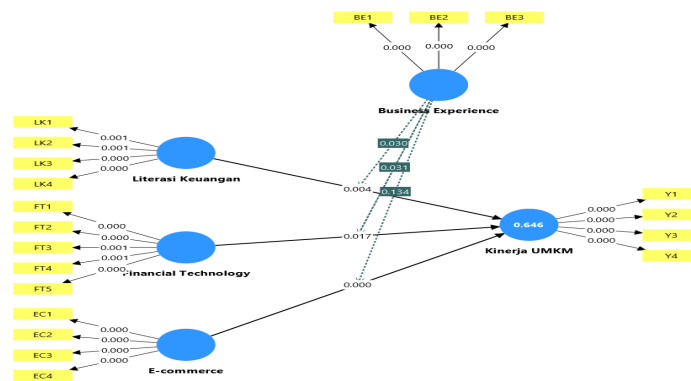 BE1 BE2 BE3
0.000 0.000 0.000
Business Experience
LK1
LK2
LK3
LK4
0.001
0.001
0.000
0.000
Literasi Keuangan
0.030
0.031
0.134
0.004
FT1
FT2
FT3
FT4
FT5
0.000
0.000
0.001
0.001
0.000
Financial Technology
0.017
0.646
Kinerja UMKM
0.000
0.000
0.000
0.000
Y1
Y2
Y3
Y4
0.000
EC1
EC2
EC3
EC4
0.000
0.000
0.000
0.000
E-commerce